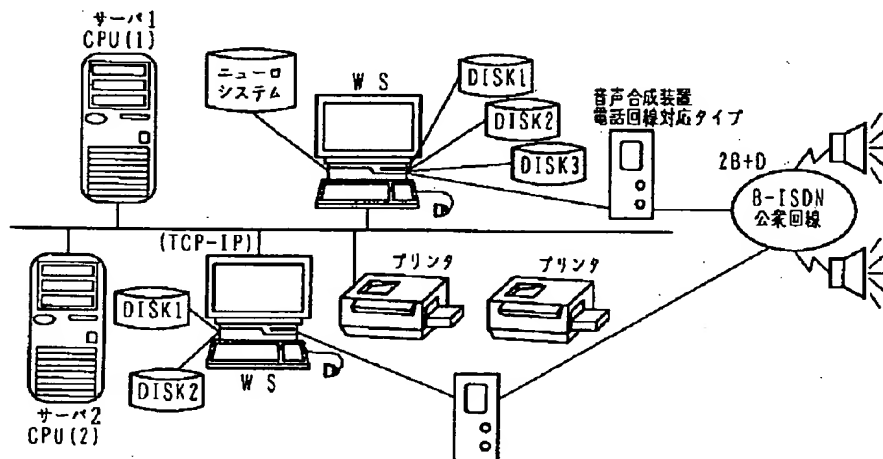 サーバ1
CPU(1)
ニューロ
システム
W S
DISK1
DISK2
DISK3
音声合成装置
電話回線対応タイプ
2B+D
B-ISDN
公衆回線
(TCP-IP)
プリンタ
プリンタ
DISK1
DISK2
W S
サーバ2
CPU(2)